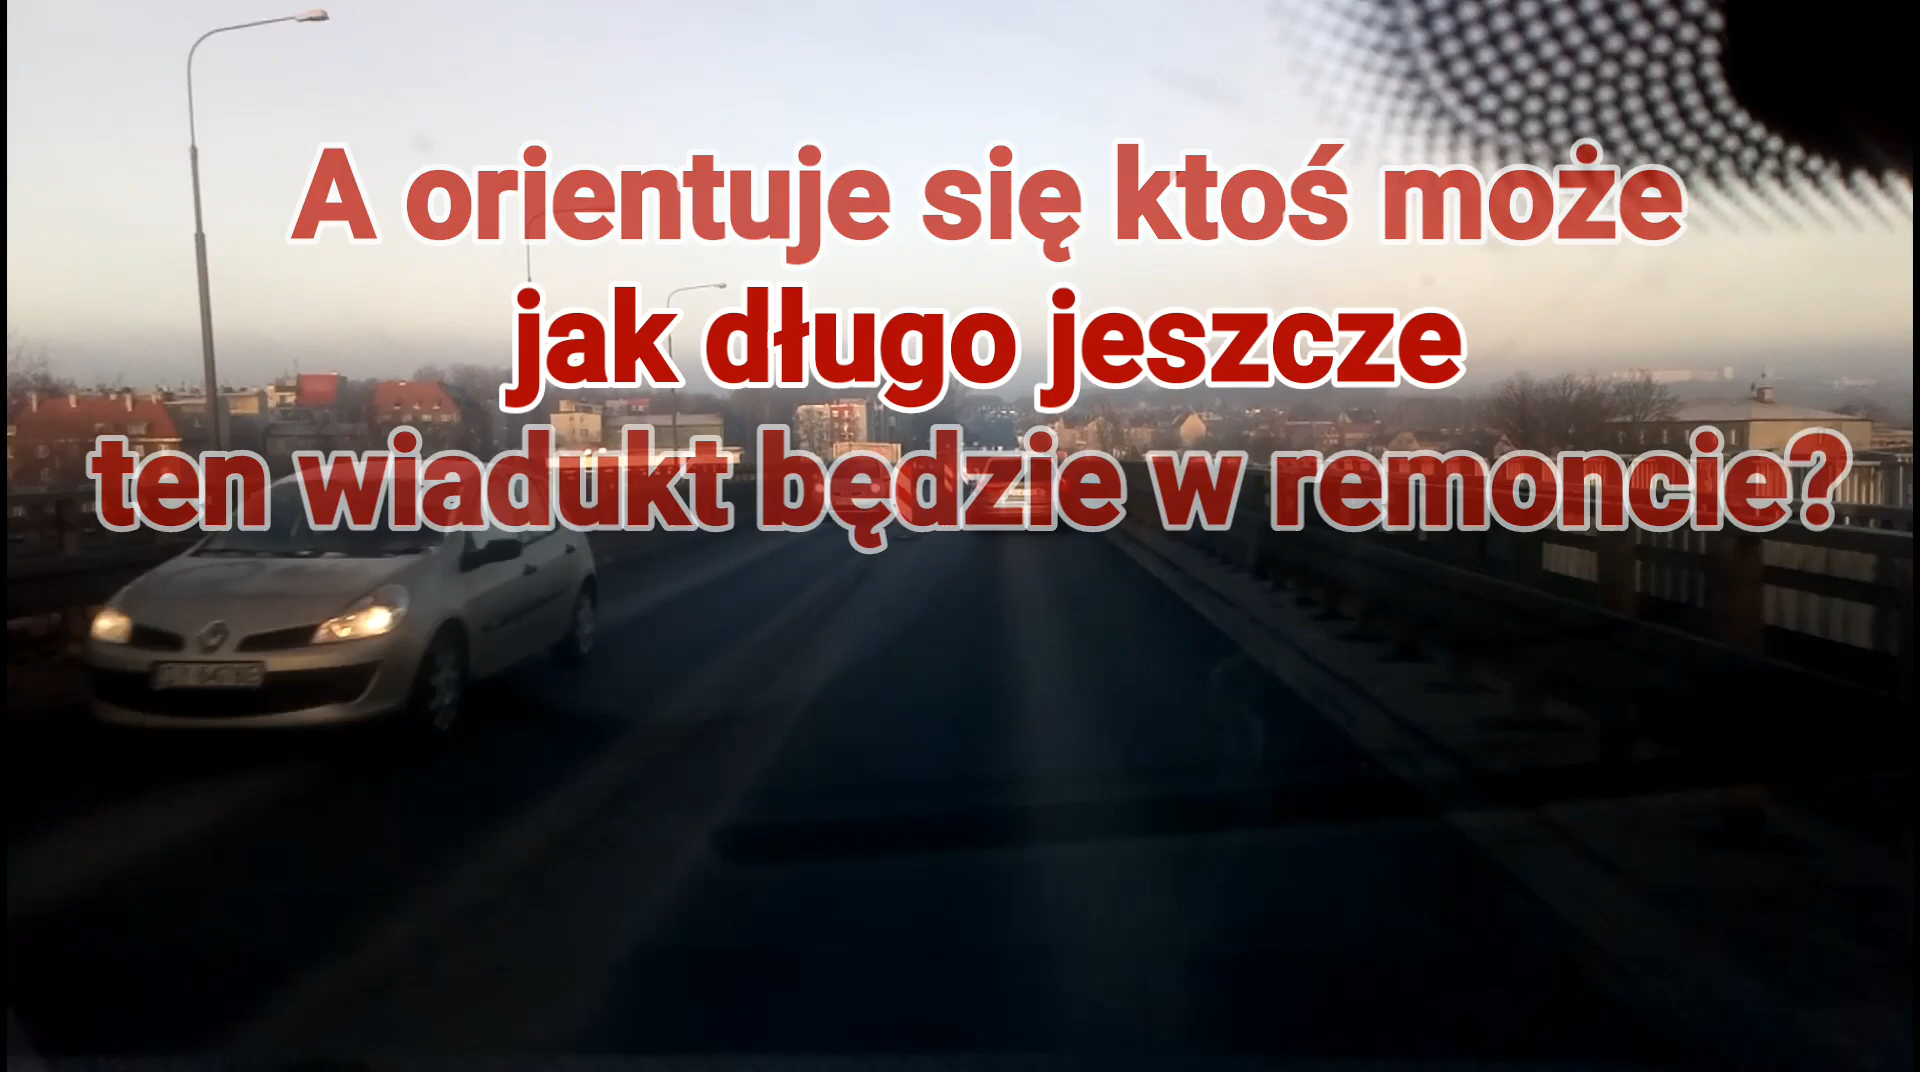 A orientuje się ktoś może
jak długo jeszcze
ten wiadukt będzie w remoncie?